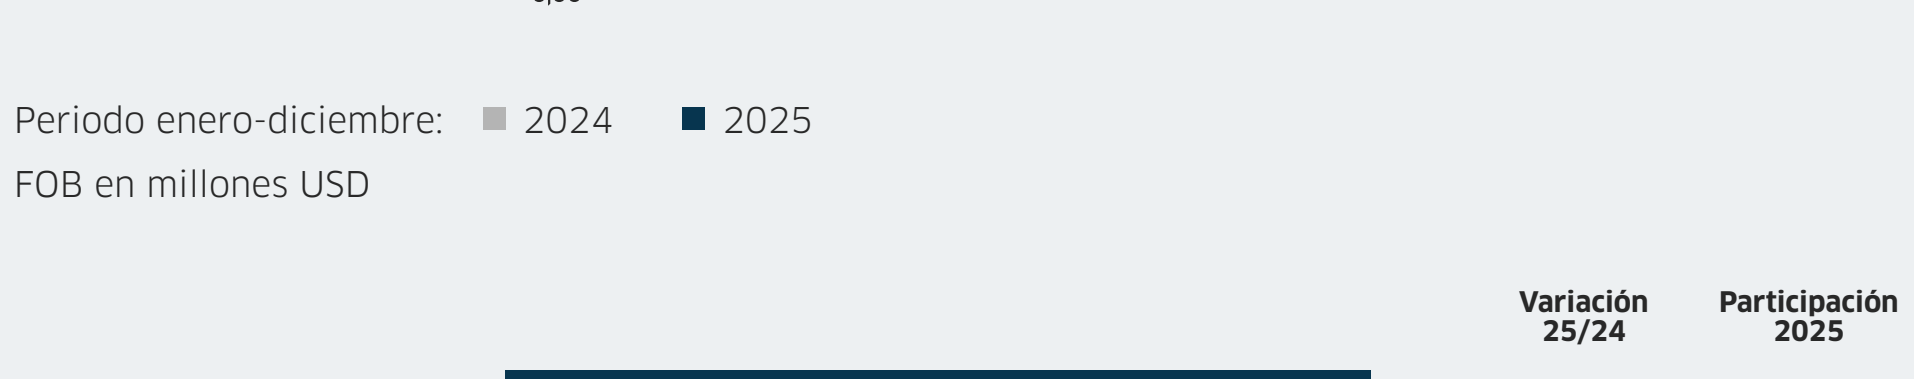 Periodo enero-diciembre: 2024 2025
FOB en millones USD
Variación Participación
25/24 2025